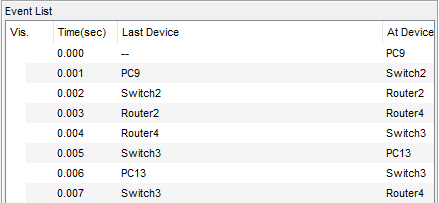 Event List
Vis. Time(sec) Last Device At Device
0.000 -- PC9
0.001 PC9 Switch2
0.002 Switch2 Router2
0.003 Router2 Router4
0.004 Router4 Switch3
0.005 Switch3 PC13
0.006 PC13 Switch3
0.007 Switch3 Router4